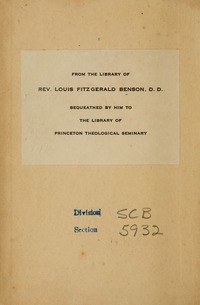 FROM THE LIBRARY OF
REV. LOUIS FITZGERALD BENSON, D. D.
BEQUEATHED BY HIM TO
THE LIBRARY OF
PRINCETON THEOLOGICAL SEMINARY
Division SCB
Section 5932